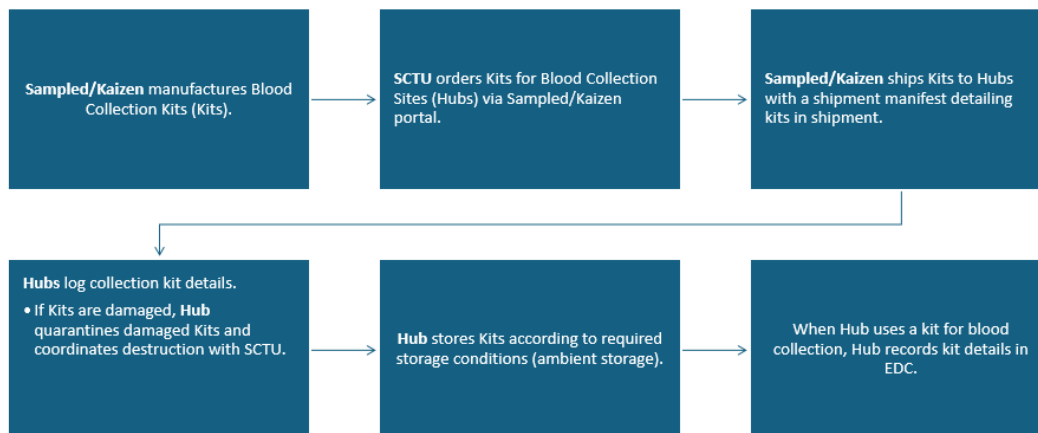 Sampled/Kaizen manufactures Blood
Collection Kits (Kits).
SCTU orders Kits for Blood Collection
Sites (Hubs) via Sampled/Kaizen
portal.
Sampled/Kaizen ships Kits to Hubs
with a shipment manifest detailing
kits in shipment.
Hubs log collection kit details.
• If Kits are damaged, Hub
quarantines damaged Kits and
coordinates destruction with SCTU.
Hub stores Kits according to required
storage conditions (ambient storage).
When Hub uses a kit for blood
collection, Hub records kit details in
EDC.